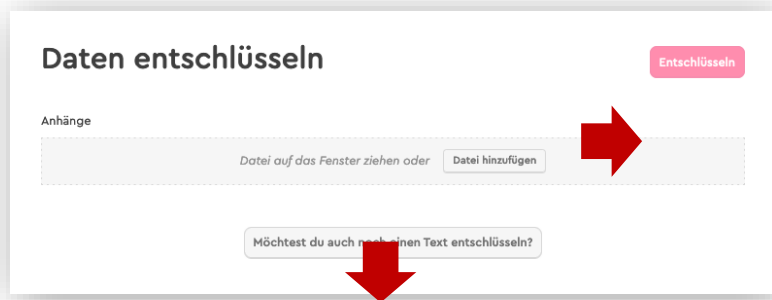 Daten entschlüsseln
Entschlüsseln
Anhänge
Datei auf das Fenster ziehen oder Datei hinzufügen
Möchtest du auch noch einen Text entschlüsseln?